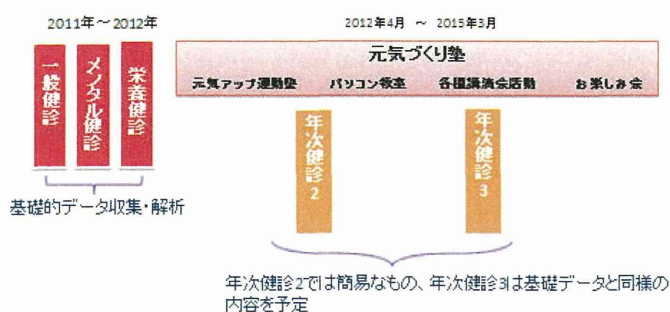 2011年～2012年
2012年4月 ～ 2015年3月
一般健診
メンタル健診
栄養健診
元気づくり塾
元気アップ運動塾 パソコン教室 各種講演会活動 お楽しみ会
年次健診2
年次健診3
基礎的データ収集・解析
年次健診2では簡易なもの、年次健診3は基礎データと同様の
内容を予定